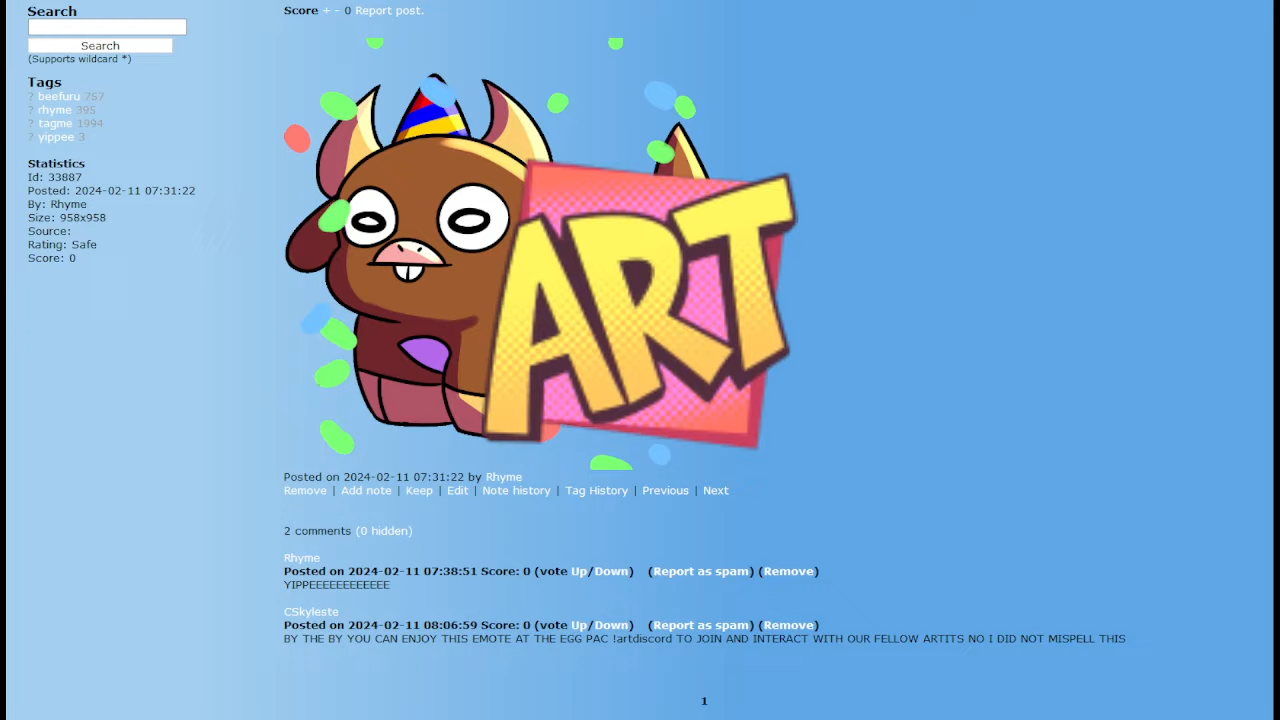 Search
Search
(Supports wildcard *)
Tags
? beefuru 757
? rhyme 395
? tagme 1994
? yippee 3
Statistics
Id: 33887
Posted: 2024-02-11 07:31:22
By: Rhyme
Size: 958x958
Source:
Rating: Safe
Score: 0
Score + - 0 Report post.
ART
Posted on 2024-02-11 07:31:22 by Rhyme
Remove | Add note | Keep | Edit | Note history | Tag History | Previous | Next
2 comments (0 hidden)
Rhyme
Posted on 2024-02-11 07:38:51 Score: 0 (vote Up/Down) (Report as spam) (Remove)
YIPPEEEEEEEEEEEE
CSkyleste
Posted on 2024-02-11 08:06:59 Score: 0 (vote Up/Down) (Report as spam) (Remove)
BY THE BY YOU CAN ENJOY THIS EMOTE AT THE EGG PAC !artdiscord TO JOIN AND INTERACT WITH OUR FELLOW ARTITS NO I DID NOT MISPELL THIS
1